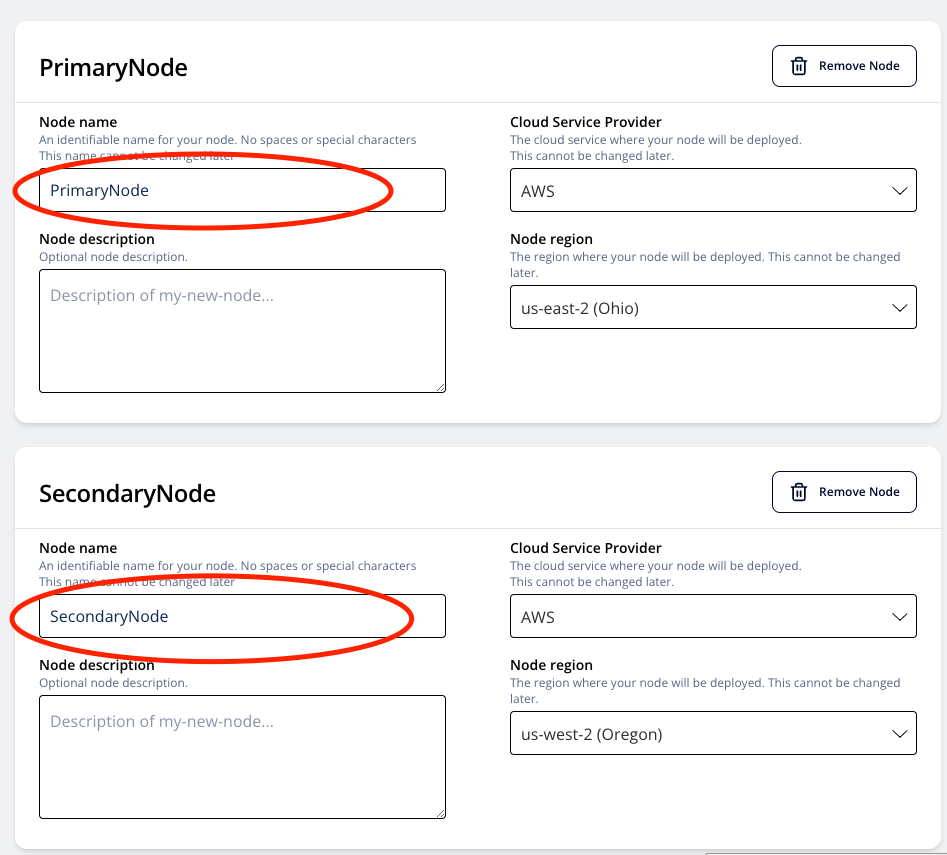 PrimaryNode
Remove Node
Node name
An identifiable name for your node. No spaces or special characters
This name cannot be changed later
PrimaryNode
Cloud Service Provider
The cloud service where your node will be deployed.
This cannot be changed later.
AWS
Node description
Optional node description.
Description of my-new-node...
Node region
The region where your node will be deployed. This cannot be changed
later.
us-east-2 (Ohio)
SecondaryNode
Remove Node
Node name
An identifiable name for your node. No spaces or special characters
This name cannot be changed later
SecondaryNode
Cloud Service Provider
The cloud service where your node will be deployed.
This cannot be changed later.
AWS
Node description
Optional node description.
Description of my-new-node...
Node region
The region where your node will be deployed. This cannot be changed
later.
us-west-2 (Oregon)